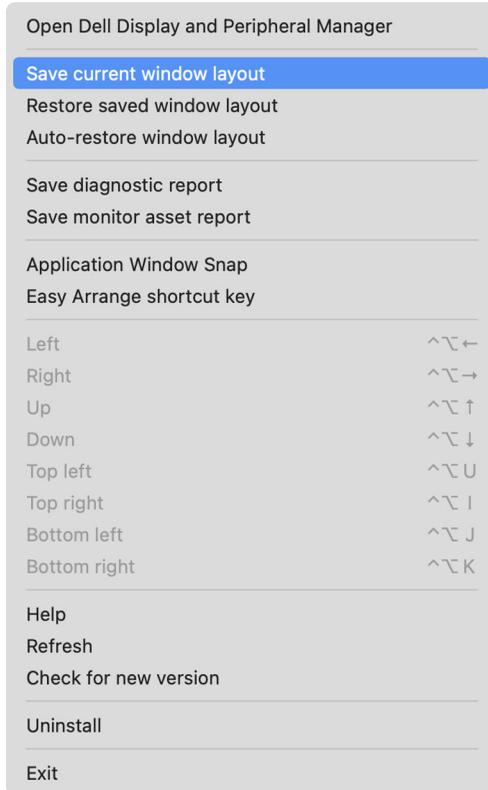 Open Dell Display and Peripheral Manager
Save current window layout
Restore saved window layout
Auto-restore window layout
Save diagnostic report
Save monitor asset report
Application Window Snap
Easy Arrange shortcut key
Left ^⌥←
Right ^⌥→
Up ^⌥↑
Down ^⌥↓
Top left ^⌥U
Top right ^⌥I
Bottom left ^⌥J
Bottom right ^⌥K
Help
Refresh
Check for new version
Uninstall
Exit